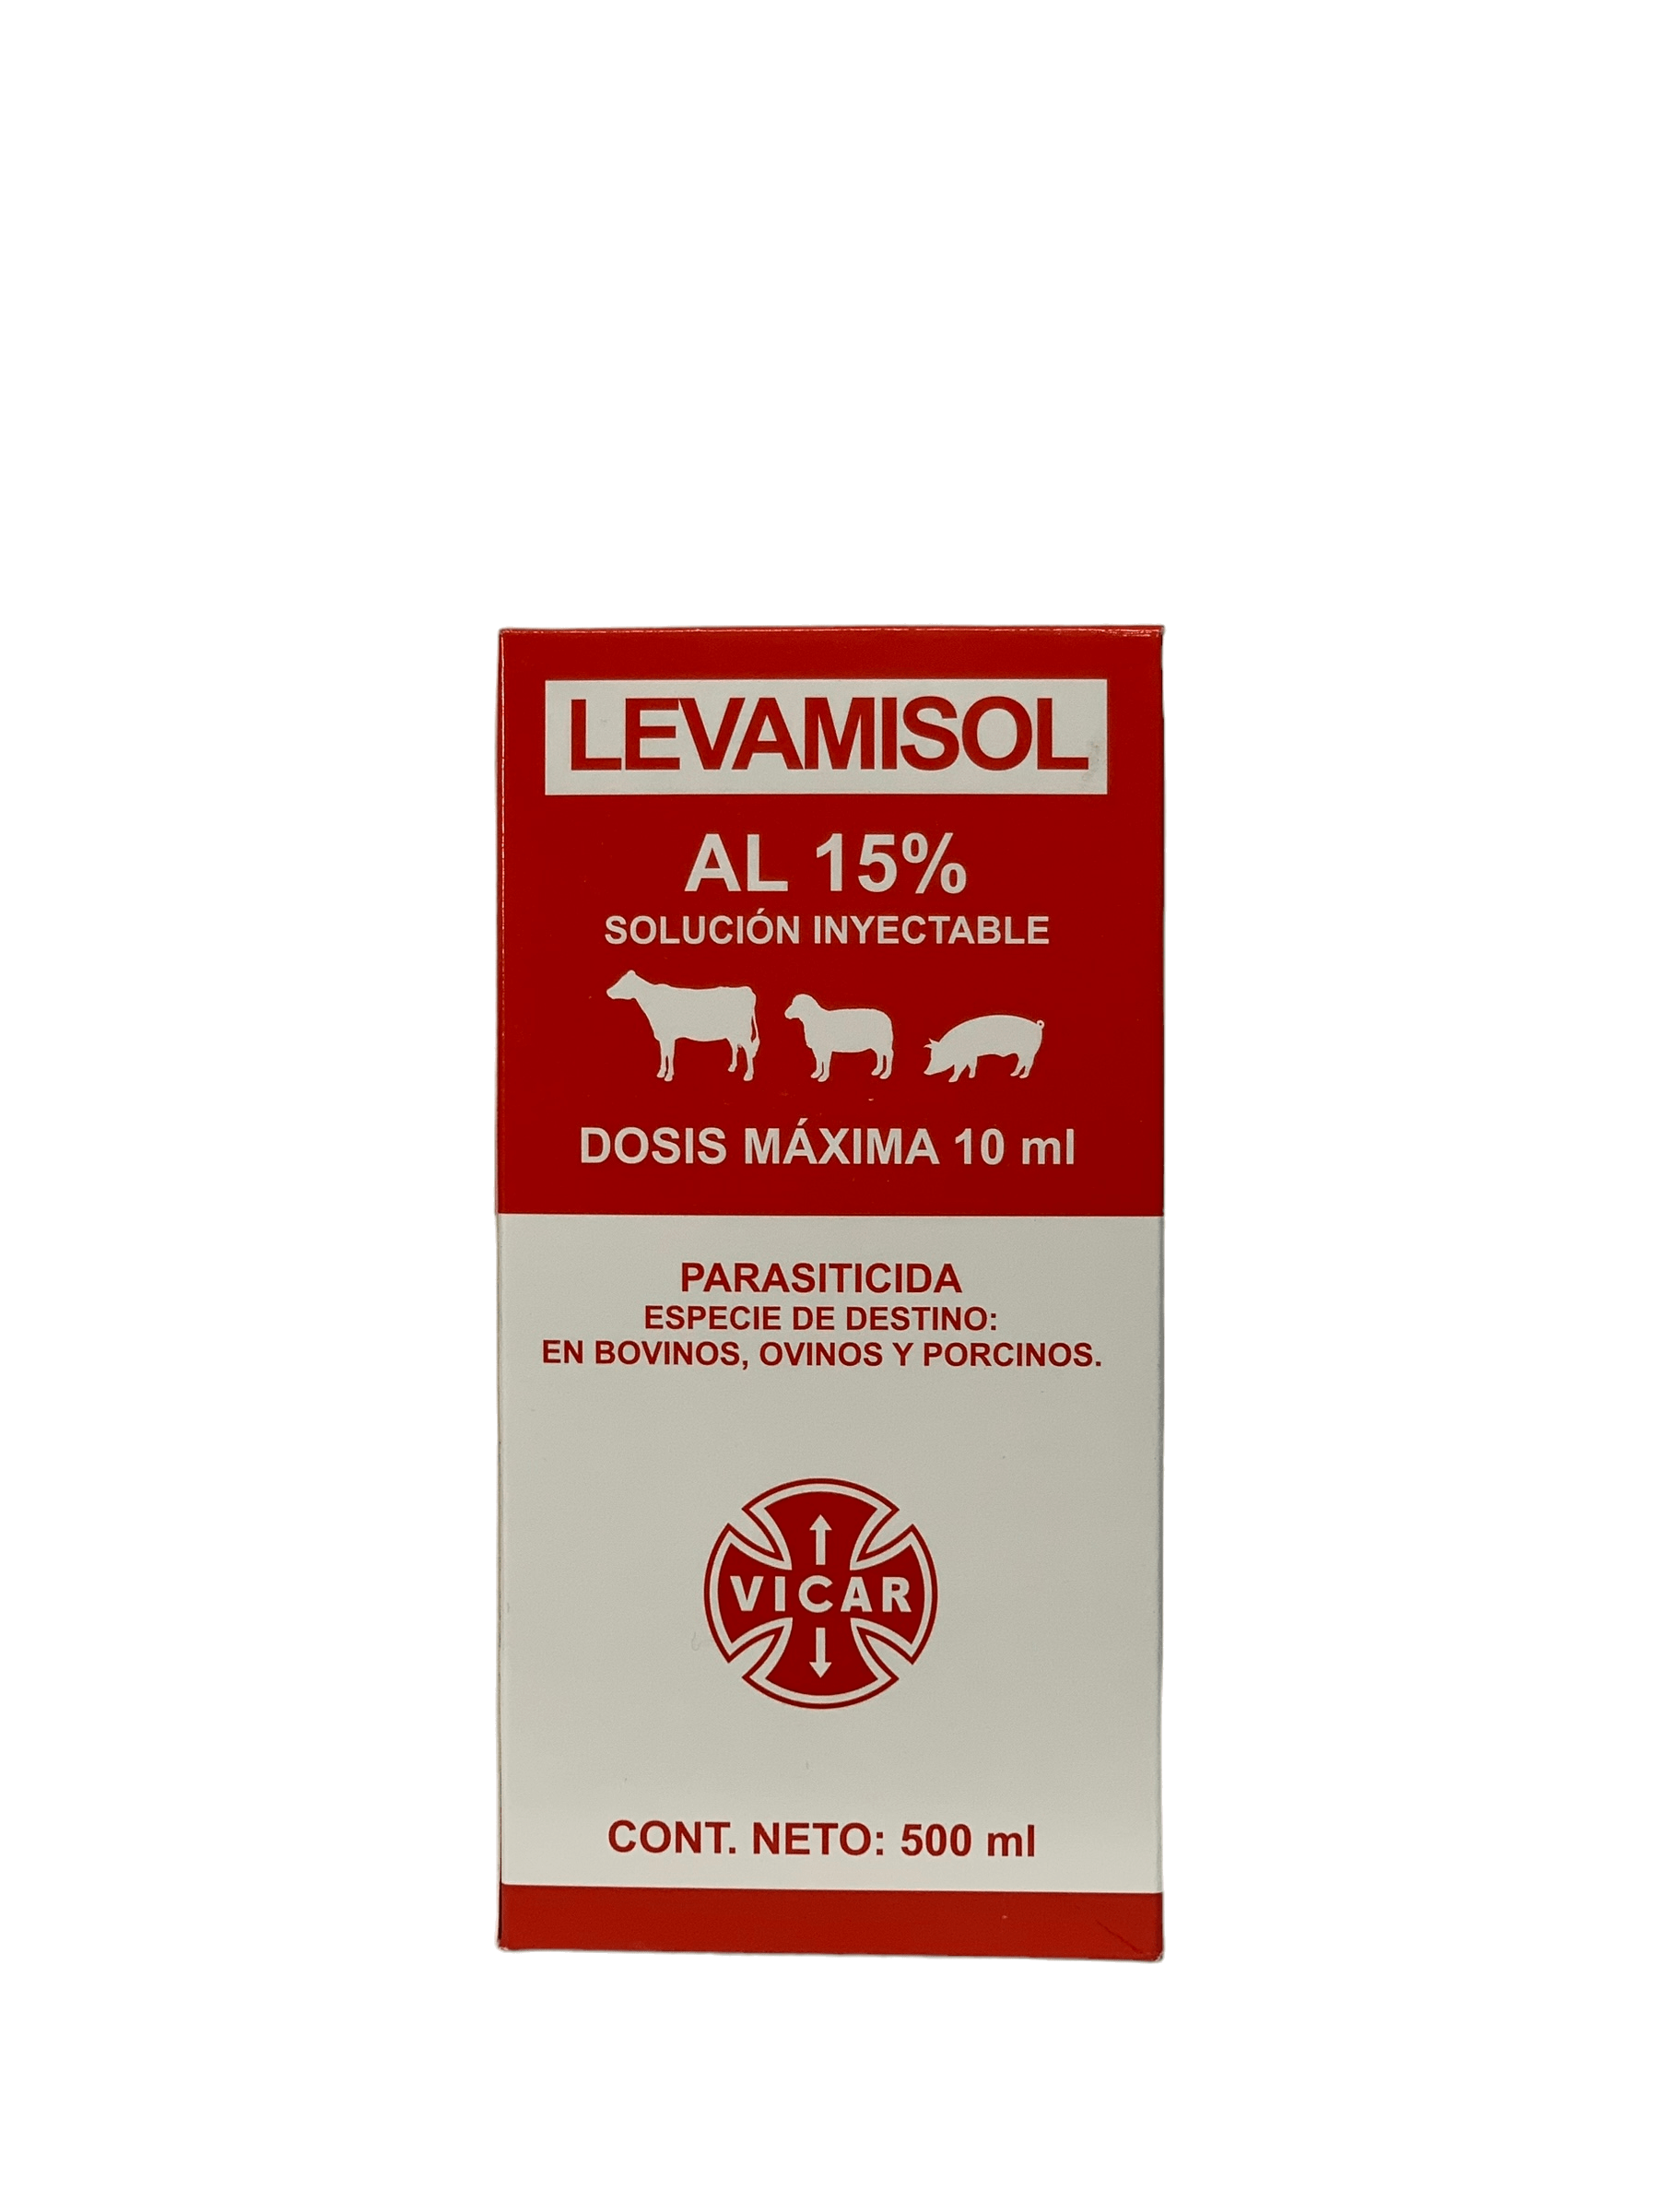 LEVAMISOL
AL 15%
SOLUCIÓN INYECTABLE
DOSIS MÁXIMA 10 ml
PARASITICIDA
ESPECIE DE DESTINO:
EN BOVINOS, OVINOS Y PORCINOS.
VICAR
CONT. NETO: 500 ml